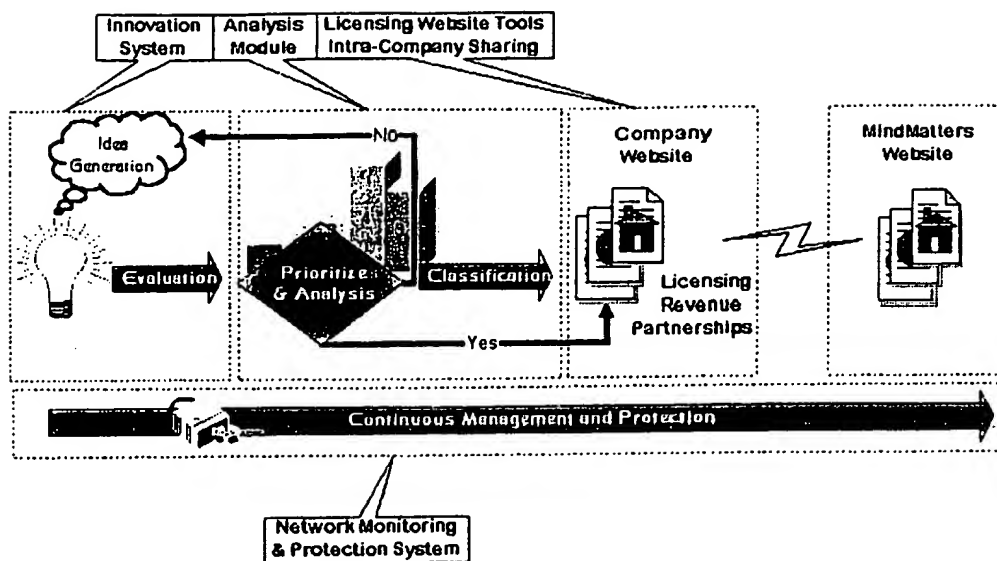 Innovation
System
Analysis
Module
Licensing Website Tools
Intra-Company Sharing
Idea
Generation
No
Company
Website
MindMatters
Website
Evaluation
Prioritize
& Analysis
Classification
Licensing
Revenue
Partnerships
Yes
Continuous Management and Protection
Network Monitoring
& Protection System